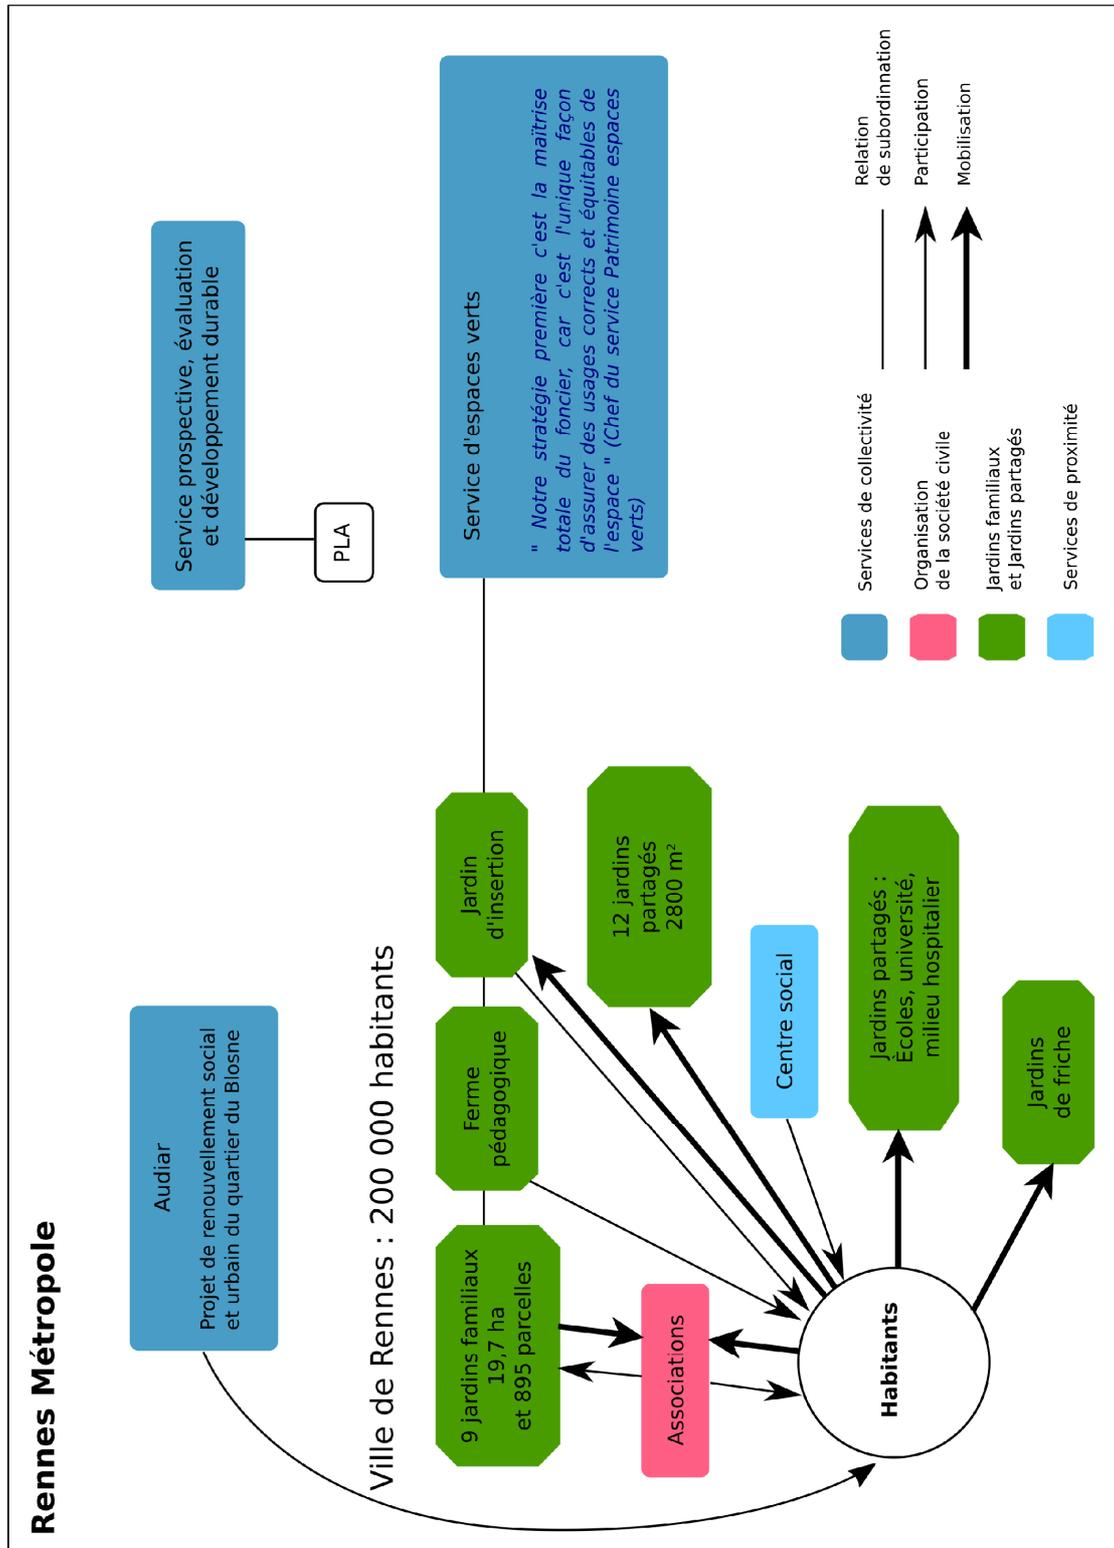 Rennes Métropole
Audiar
Projet de renouvellement social
et urbain du quartier du Blosne
Service prospective, évaluation
et développement durable
PLA
Ville de Rennes : 200 000 habitants
9 jardins familiaux
19,7 ha
et 895 parcelles
Ferme
pédagogique
Jardin
d'insertion
Service d'espaces verts
" Notre stratégie première c'est la maîtrise
totale du foncier, car c'est l'unique façon
d'assurer des usages corrects et équitables de
l'espace " (Chef du service Patrimoine espaces
verts)
12 jardins
partagés
2800 m²
Associations
Centre social
Habitants
Jardins partagés :
Ècoles, université,
milieu hospitalier
Jardins
de friche
Services de collectivité
Organisation
de la société civile
Jardins familiaux
et Jardins partagés
Services de proximité
Relation
de subordinnation
Participation
Mobilisation